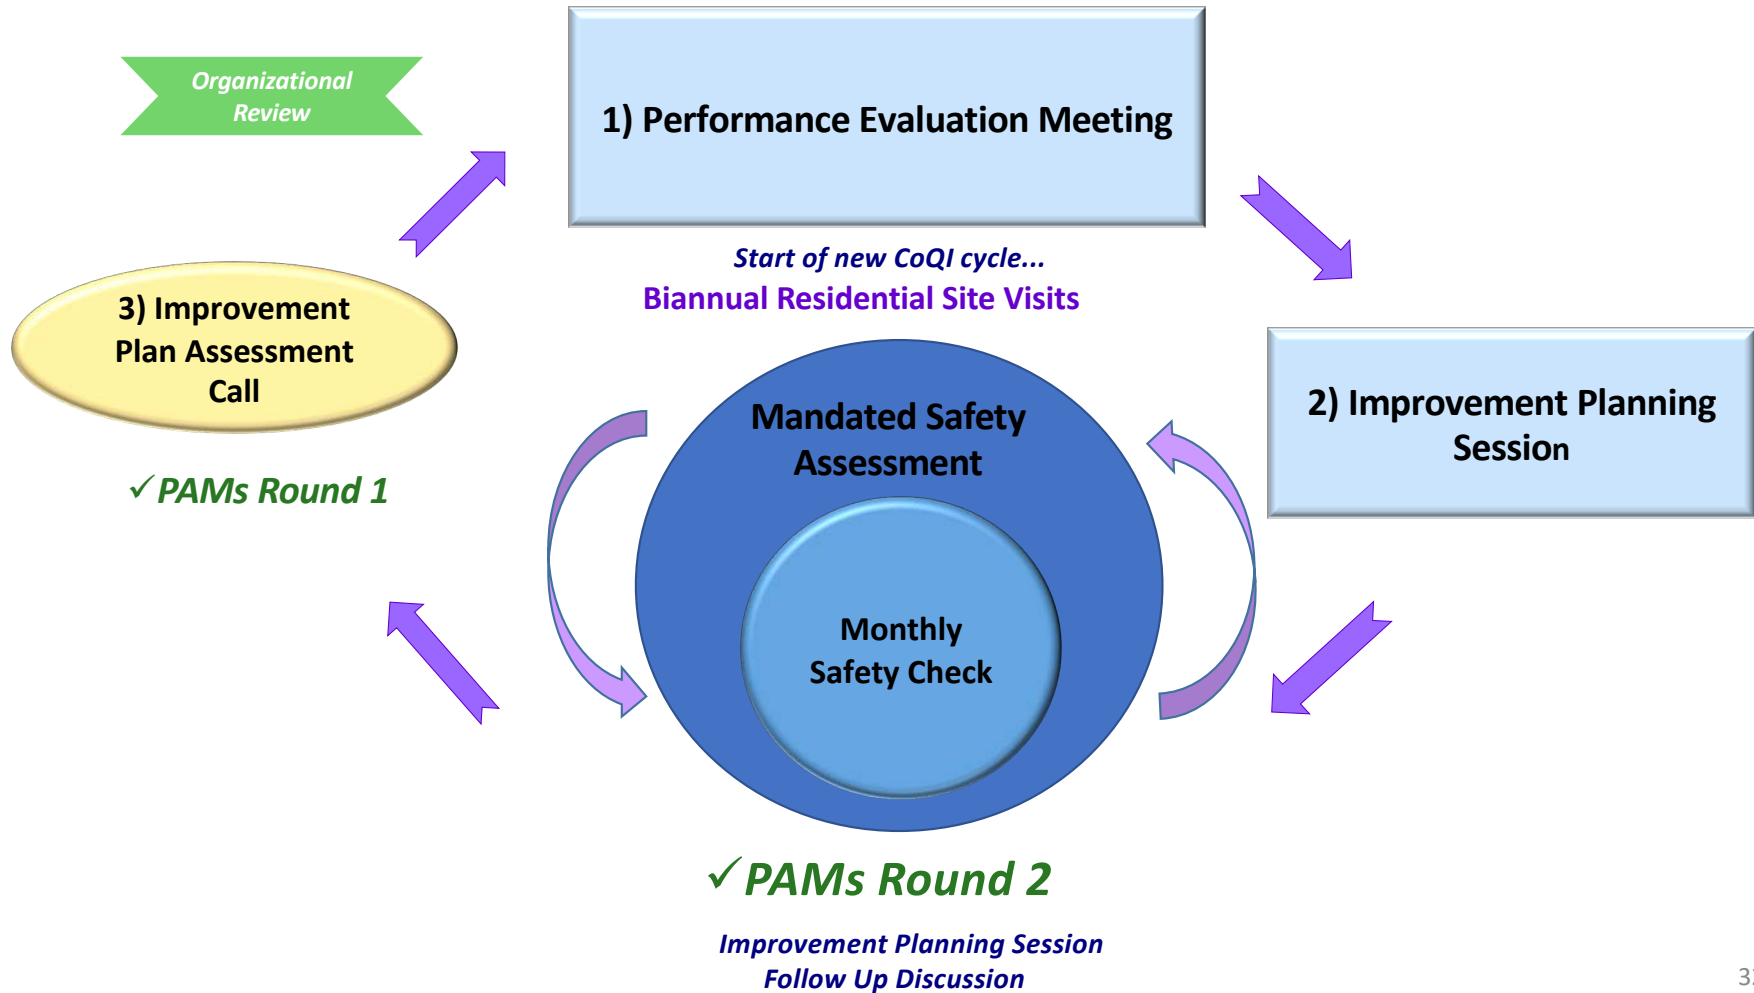 Organizational
Review
1) Performance Evaluation Meeting
Start of new CoQI cycle...
Biannual Residential Site Visits
3) Improvement
Plan Assessment
Call
✓PAMs Round 1
2) Improvement Planning
Session
Mandated Safety
Assessment
Monthly
Safety Check
✓PAMs Round 2
Improvement Planning Session
Follow Up Discussion